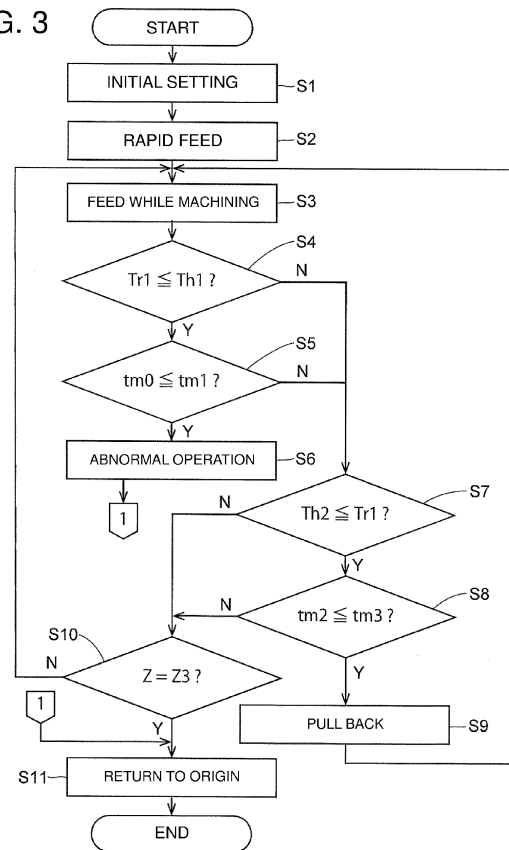 G. 3
START
INITIAL SETTING
S1
RAPID FEED
S2
FEED WHILE MACHINING
S3
S4
Tr1 ≦ Th1 ?
N
Y
S5
tm0 ≦ tm1 ?
N
Y
ABNORMAL OPERATION
S6
1
S7
Th2 ≦ Tr1 ?
N
Y
S8
tm2 ≦ tm3 ?
N
Y
PULL BACK
S9
S10
Z = Z3 ?
N
Y
1
S11
RETURN TO ORIGIN
END